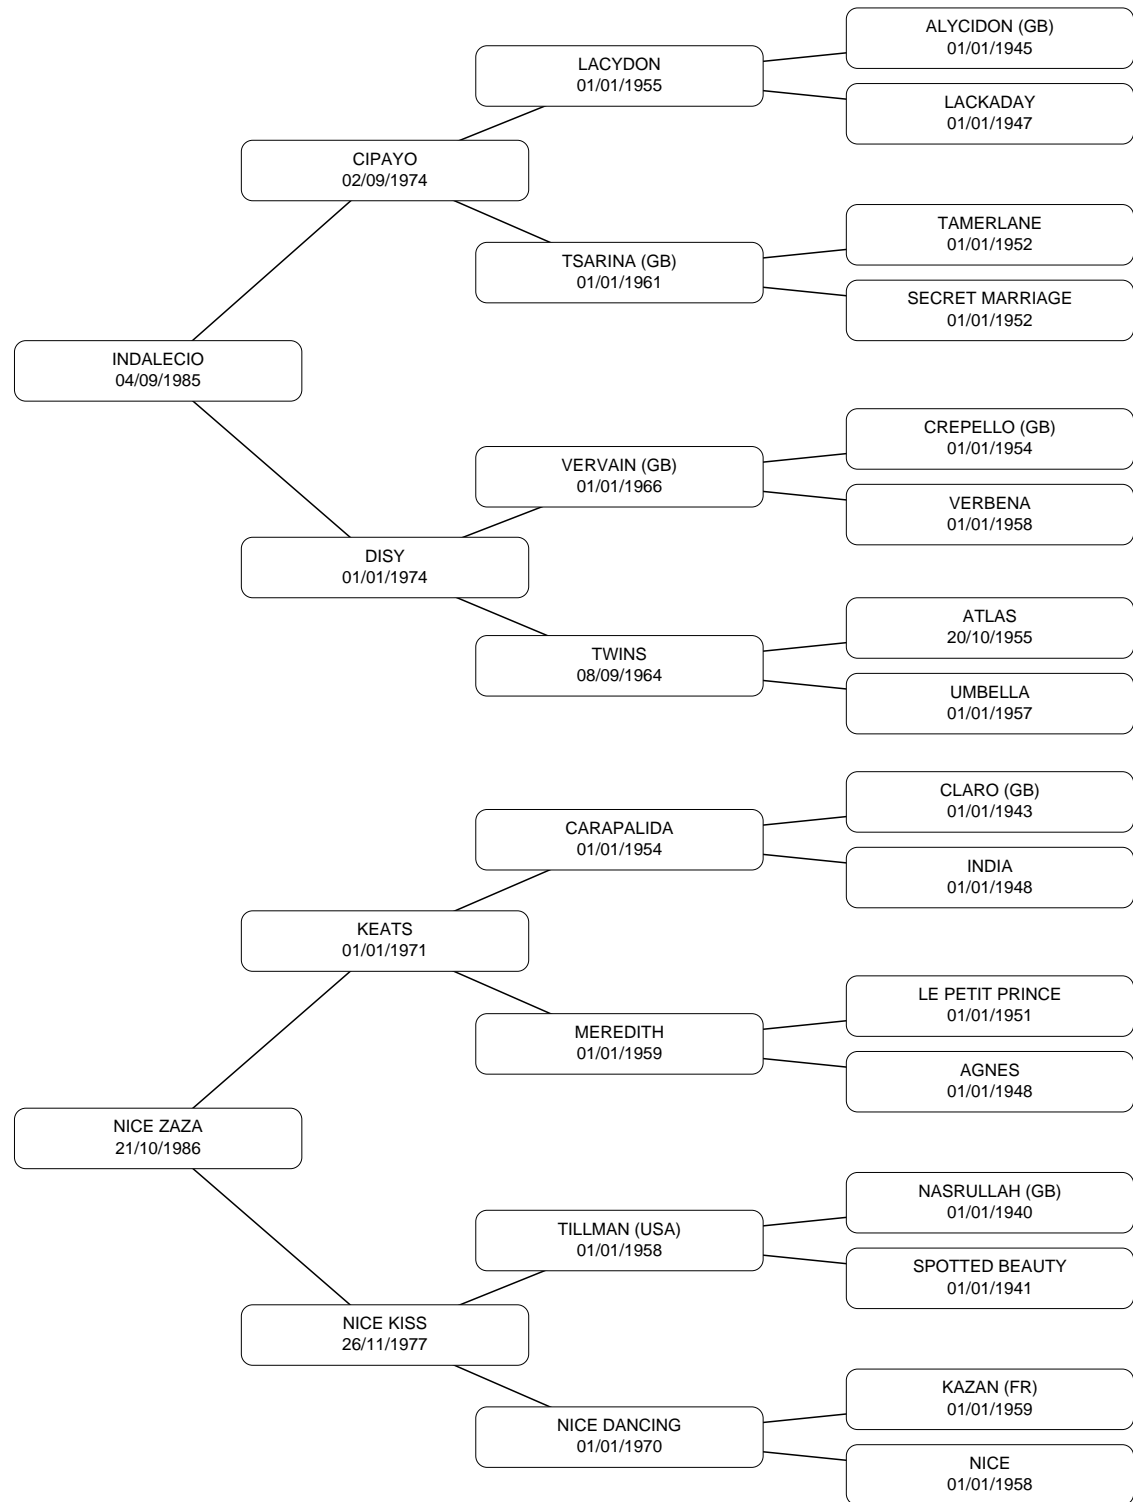 ALYCIDON (GB)
01/01/1945
LACYDON
01/01/1955
LACKADAY
01/01/1947
CIPAYO
02/09/1974
TAMERLANE
01/01/1952
TSARINA (GB)
01/01/1961
SECRET MARRIAGE
01/01/1952
INDALECIO
04/09/1985
CREPELLO (GB)
01/01/1954
VERVAIN (GB)
01/01/1966
VERBENA
01/01/1958
DISY
01/01/1974
ATLAS
20/10/1955
TWINS
08/09/1964
UMBELLA
01/01/1957
CLARO (GB)
01/01/1943
CARAPALIDA
01/01/1954
INDIA
01/01/1948
KEATS
01/01/1971
LE PETIT PRINCE
01/01/1951
MEREDITH
01/01/1959
AGNES
01/01/1948
NICE ZAZA
21/10/1986
NASRULLAH (GB)
01/01/1940
TILLMAN (USA)
01/01/1958
SPOTTED BEAUTY
01/01/1941
NICE KISS
26/11/1977
KAZAN (FR)
01/01/1959
NICE DANCING
01/01/1970
NICE
01/01/1958